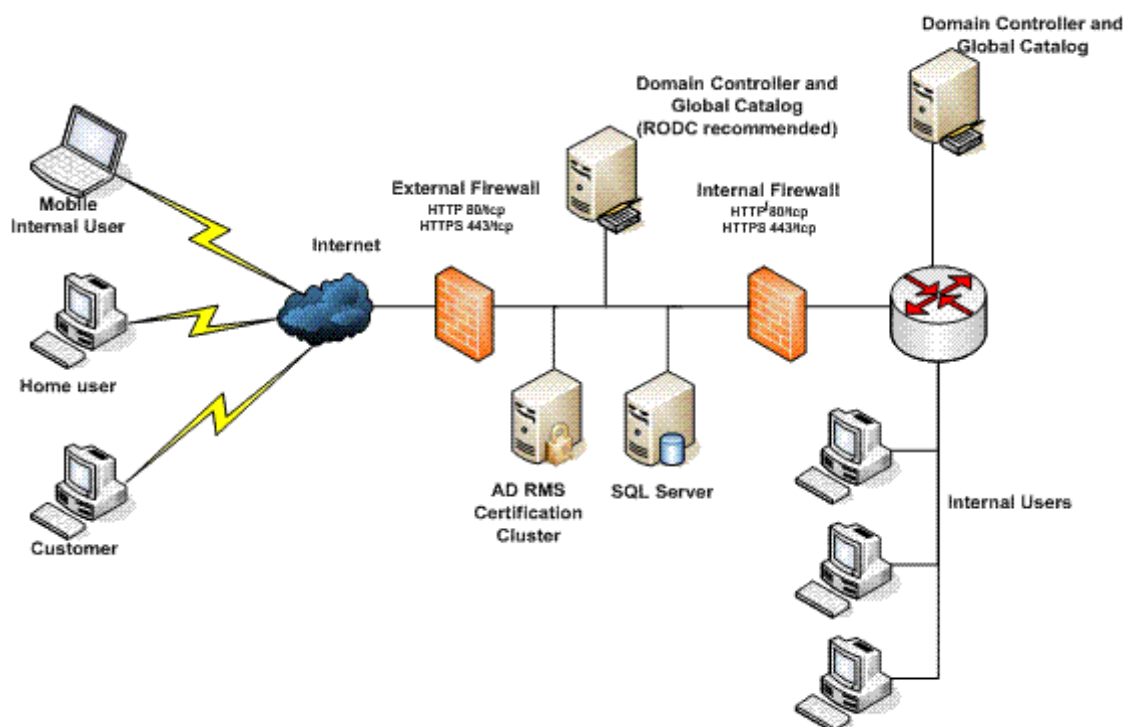 Domain Controller and
Global Catalog
Domain Controller and
Global Catalog
(RODC recommended)
Mobile
Internal User
External Firewall
HTTP 80/tcp
HTTPS 443/tcp
Internal Firewall
HTTP 80/tcp
HTTPS 443/tcp
Internet
Home user
AD RMS
Certification
Cluster
SQL Server
Internal Users
Customer